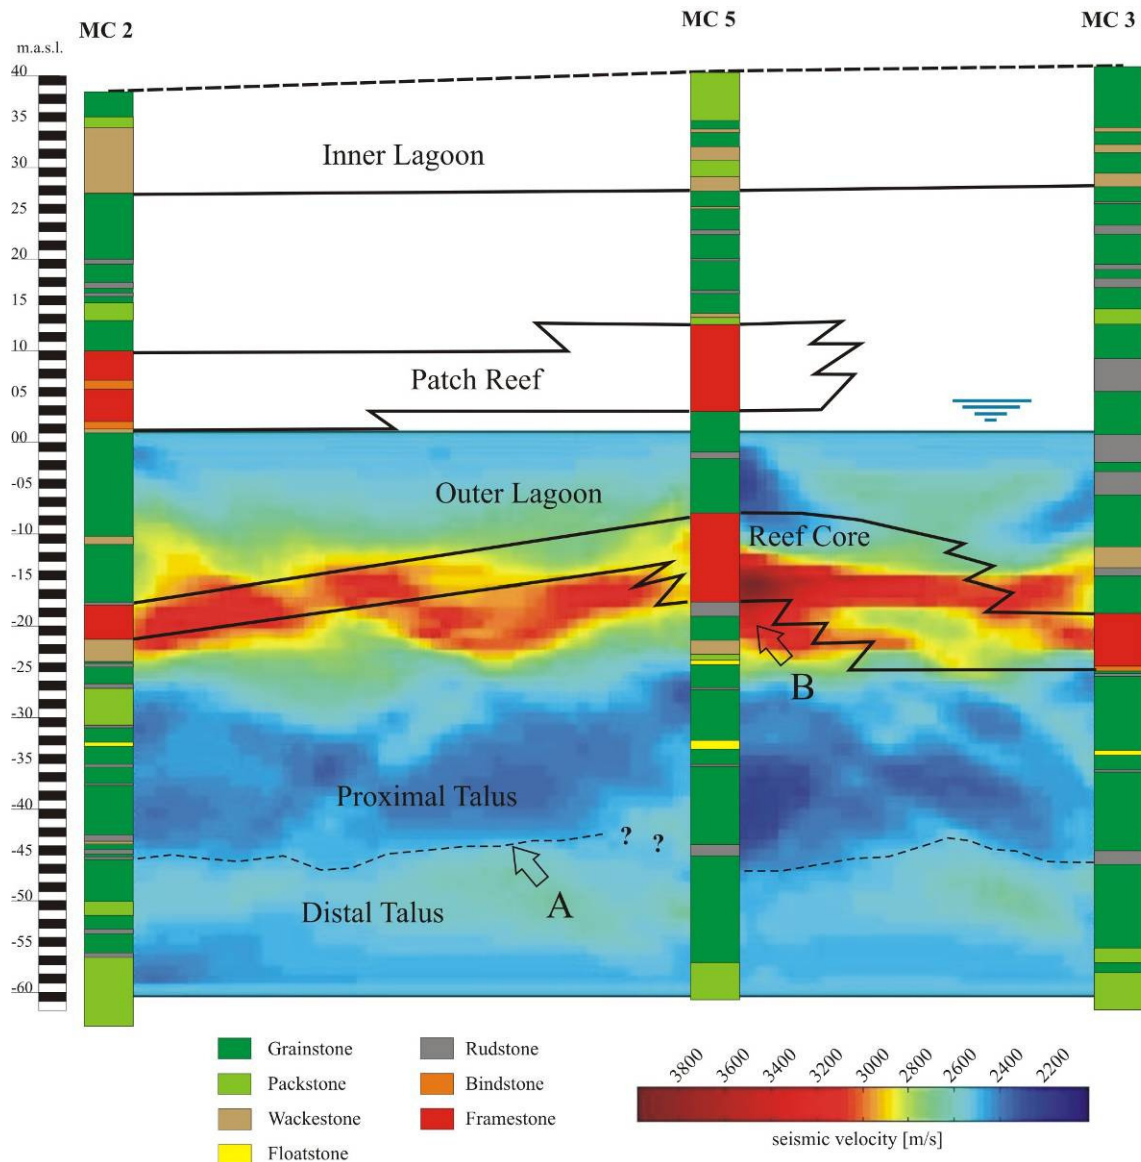 MC 2
MC 5
MC 3
m.a.s.l.
40
35
30
25
20
15
10
05
00
-05
-10
-15
-20
-25
-30
-35
-40
-45
-50
-55
-60
Inner Lagoon
Patch Reef
Outer Lagoon
Reef Core
B
Proximal Talus
? ?
A
Distal Talus
Grainstone
Packstone
Wackestone
Floatstone
Rudstone
Bindstone
Framestone
3800 3600 3400 3200 3000 2800 2600 2400 2200
seismic velocity [m/s]